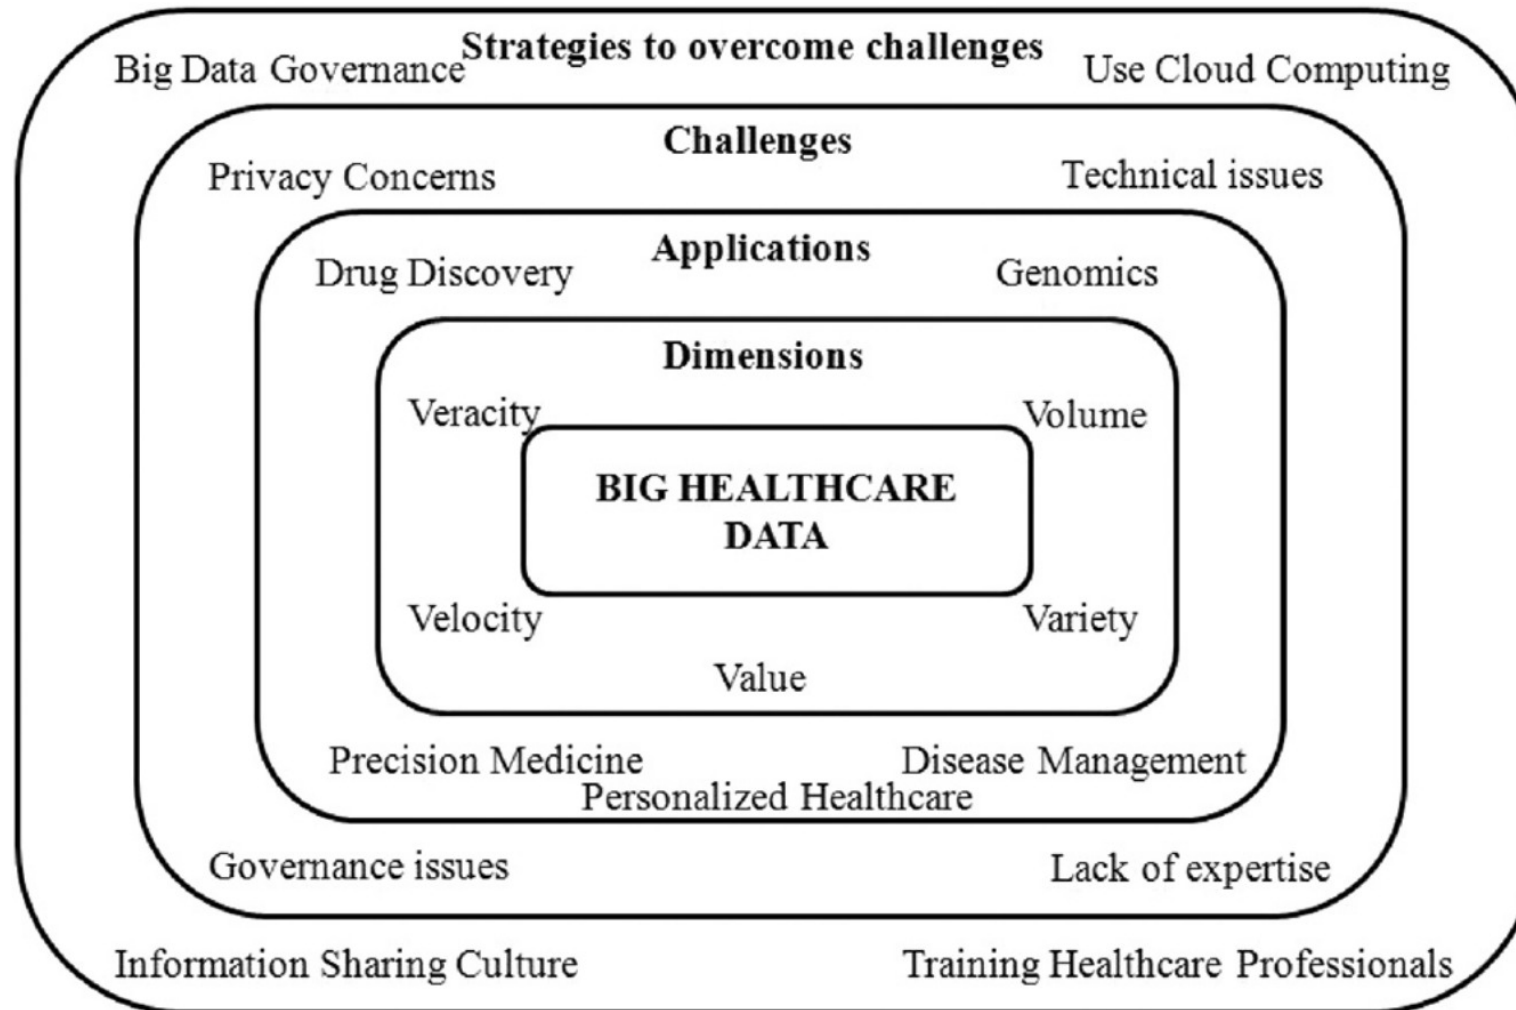 Strategies to overcome challenges
Big Data Governance
Use Cloud Computing
Challenges
Privacy Concerns
Technical issues
Applications
Drug Discovery
Genomics
Dimensions
Veracity
Volume
BIG HEALTHCARE
DATA
Velocity
Variety
Value
Precision Medicine
Disease Management
Personalized Healthcare
Governance issues
Lack of expertise
Information Sharing Culture
Training Healthcare Professionals